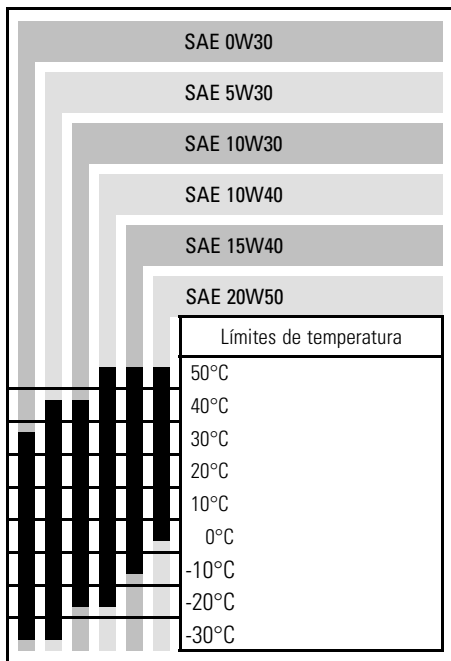 SAE 0W30
SAE 5W30
SAE 10W30
SAE 10W40
SAE 15W40
SAE 20W50
Límites de temperatura
50°C
40°C
30°C
20°C
10°C
0°C
-10°C
-20°C
-30°C